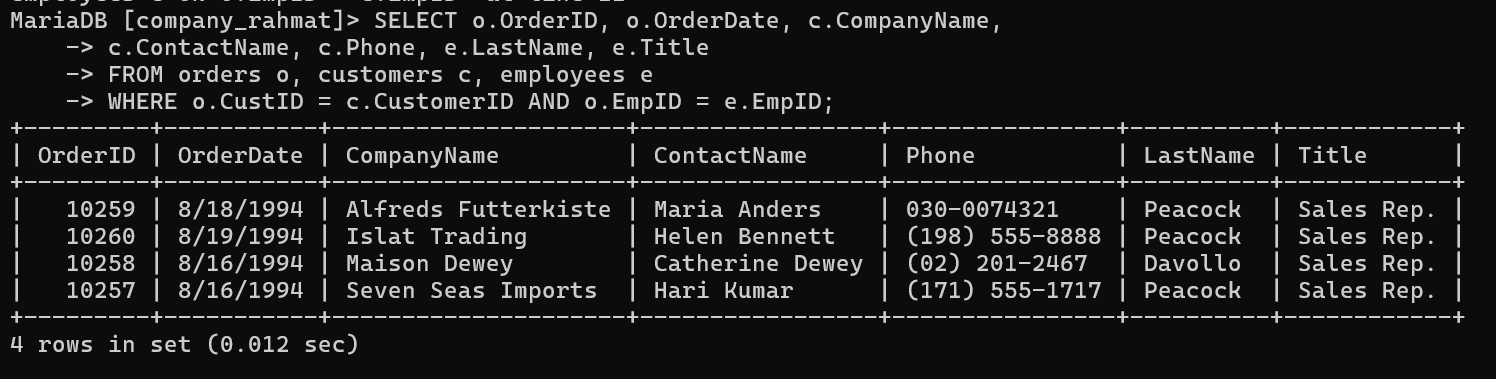 MariaDB [company_rahmat]> SELECT o.OrderID, o.OrderDate, c.CompanyName,
    -> c.ContactName, c.Phone, e.LastName, e.Title
    -> FROM orders o, customers c, employees e
    -> WHERE o.CustID = c.CustomerID AND o.EmpID = e.EmpID;
+---------+-----------+---------------------+-----------------+----------------+----------+------------+
| OrderID | OrderDate | CompanyName         | ContactName     | Phone          | LastName | Title      |
+---------+-----------+---------------------+-----------------+----------------+----------+------------+
|   10259 | 8/18/1994 | Alfreds Futterkiste | Maria Anders    | 030-0074321    | Peacock  | Sales Rep. |
|   10260 | 8/19/1994 | Islat Trading       | Helen Bennett   | (198) 555-8888 | Peacock  | Sales Rep. |
|   10258 | 8/16/1994 | Maison Dewey        | Catherine Dewey | (02) 201-2467  | Davollo  | Sales Rep. |
|   10257 | 8/16/1994 | Seven Seas Imports  | Hari Kumar      | (171) 555-1717 | Peacock  | Sales Rep. |
+---------+-----------+---------------------+-----------------+----------------+----------+------------+
4 rows in set (0.012 sec)